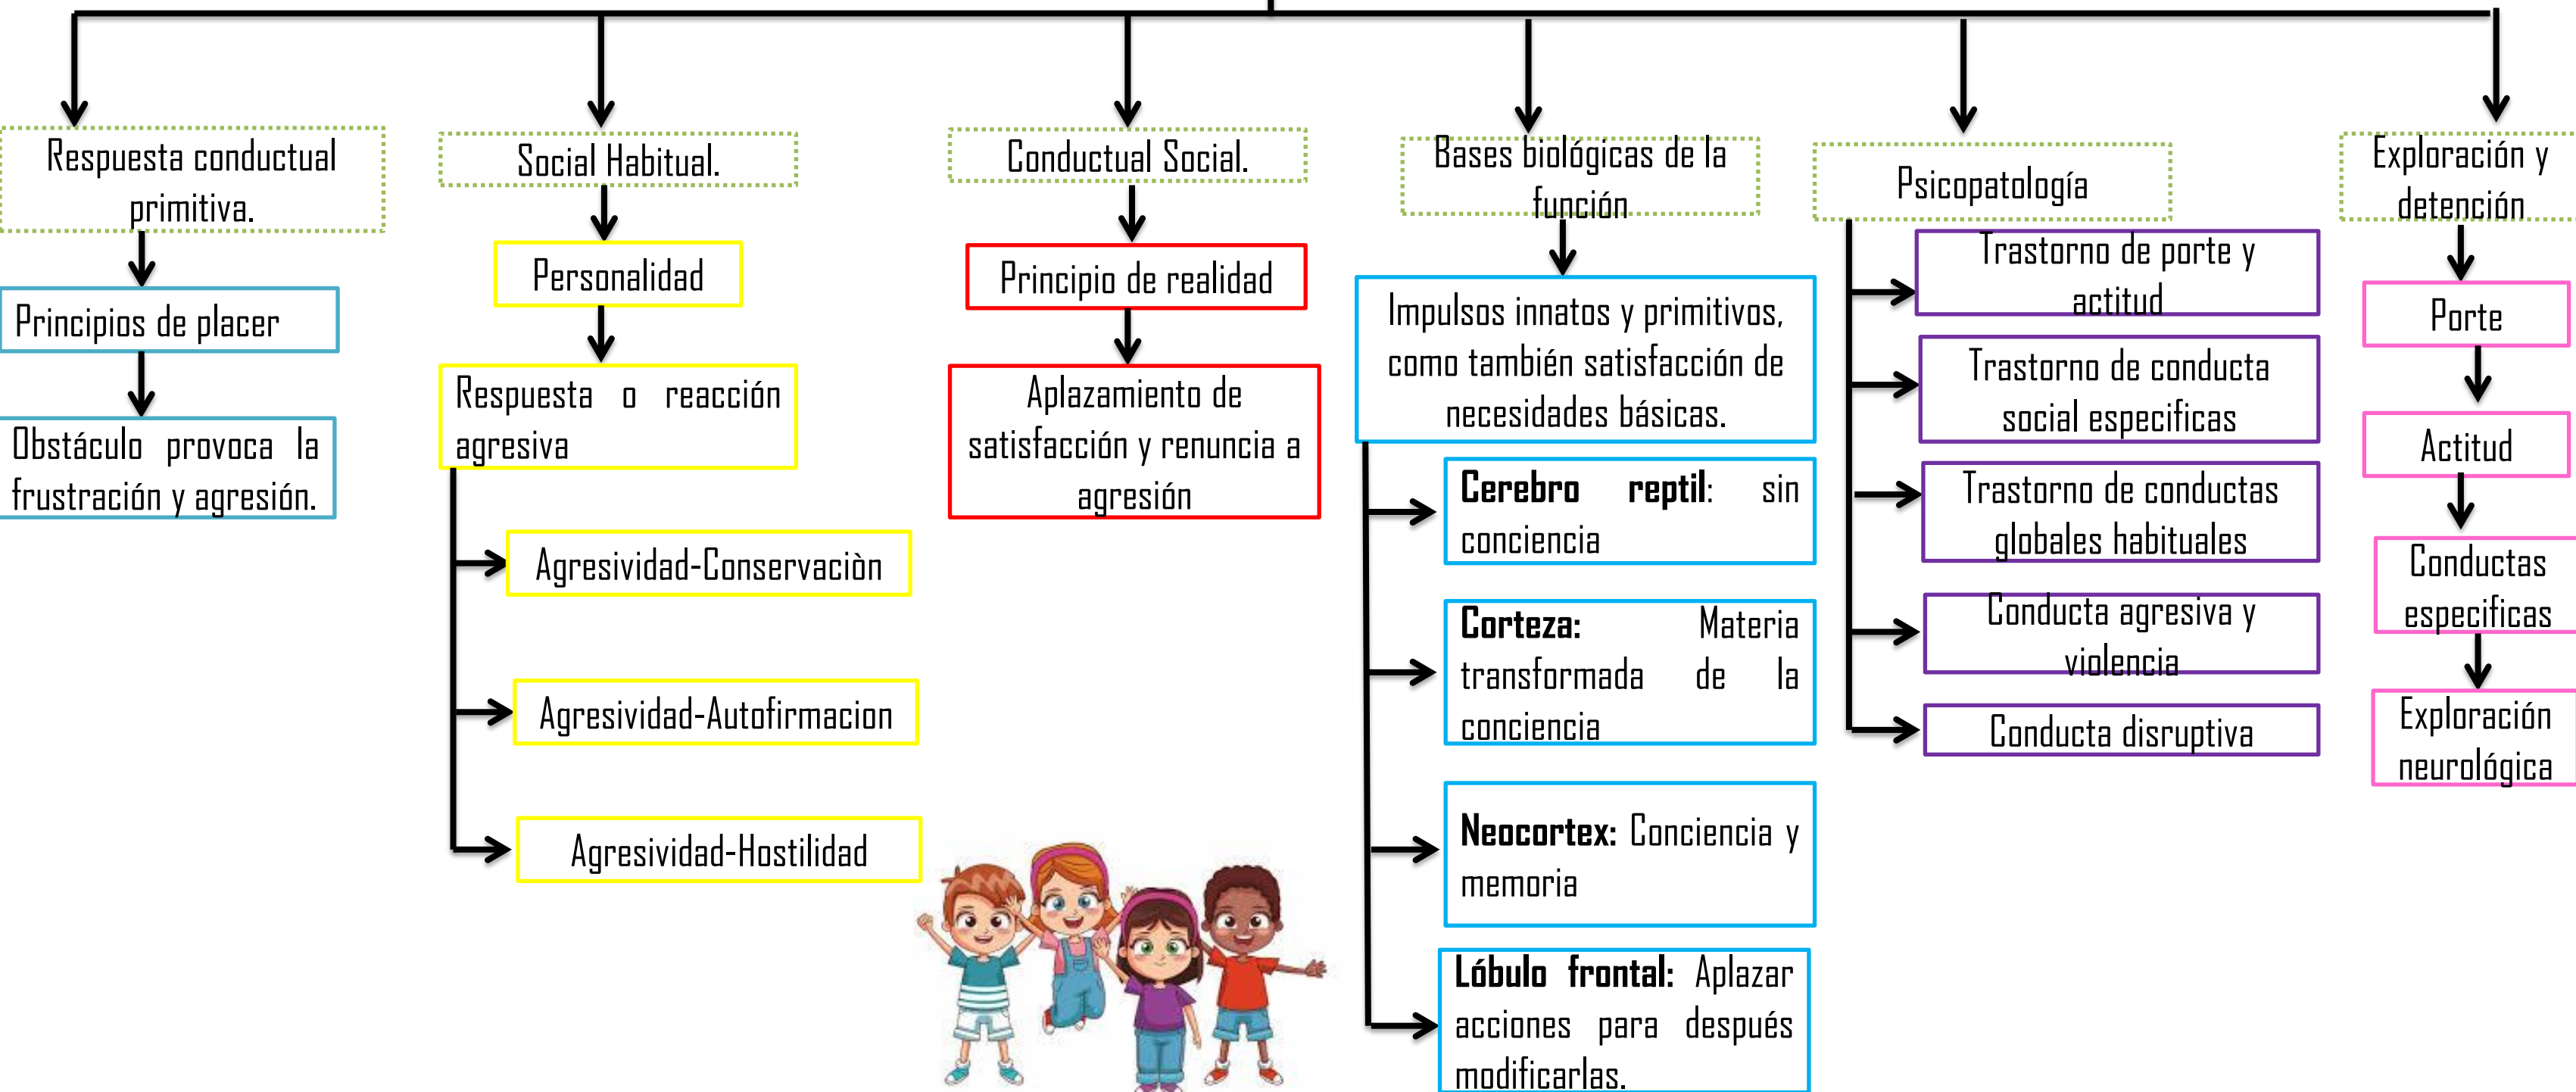 Respuesta conductual
primitiva.
Principios de placer
Obstáculo provoca la
frustración y agresión.
Social Habitual.
Personalidad
Respuesta o reacción
agresiva
Agresividad-Conservaciòn
Agresividad-Autofirmacion
Agresividad-Hostilidad
Conductual Social.
Principio de realidad
Aplazamiento de
satisfacción y renuncia a
agresión
Bases biológicas de la
función
Impulsos innatos y primitivos,
como también satisfacción de
necesidades básicas.
Cerebro reptil: sin
conciencia
Corteza: Materia
transformada de la
conciencia
Neocortex: Conciencia y
memoria
Lóbulo frontal: Aplazar
acciones para después
modificarlas.
Psicopatología
Trastorno de porte y
actitud
Trastorno de conducta
social especificas
Trastorno de conductas
globales habituales
Conducta agresiva y
violencia
Conducta disruptiva
Exploración y
detención
Porte
Actitud
Conductas
especificas
Exploración
neurológica